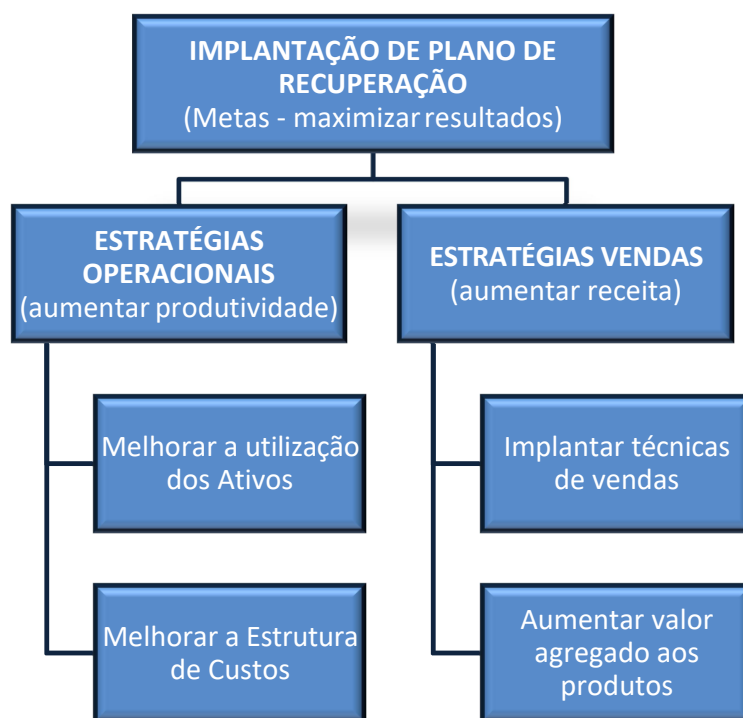 IMPLANTAÇÃO DE PLANO DE
RECUPERAÇÃO
(Metas - maximizar resultados)
ESTRATÉGIAS
OPERACIONAIS
(aumentar produtividade)
Melhorar a utilização
dos Ativos
Melhorar a Estrutura
de Custos
ESTRATÉGIAS VENDAS
(aumentar receita)
Implantar técnicas
de vendas
Aumentar valor
agregado aos
produtos